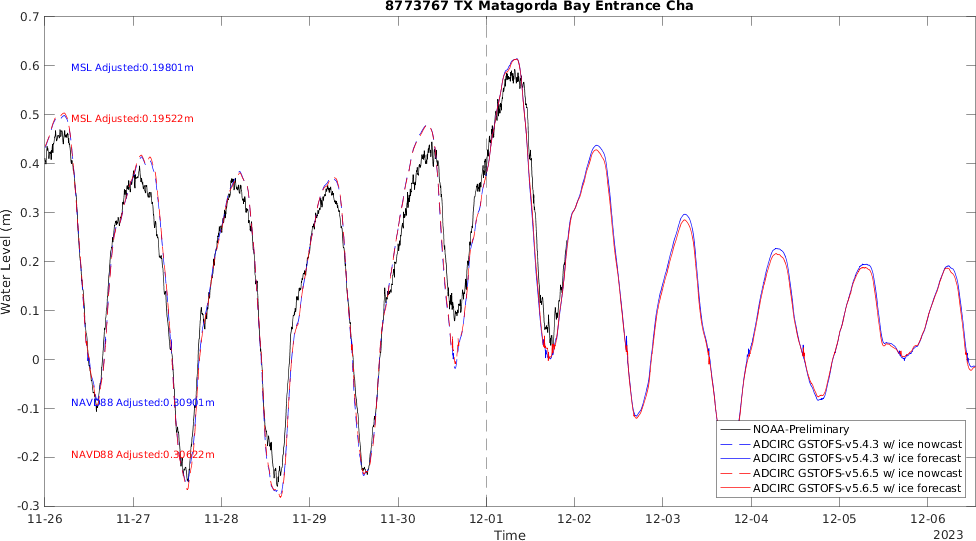 8773767 TX Matagorda Bay Entrance Cha
0.7
0.6
0.5
0.4
0.3
0.2
0.1
0
-0.1
-0.2
-0.3
Water Level (m)
MSL Adjusted:0.19801m
MSL Adjusted:0.19522m
NAVD88 Adjusted:0.30901m
NAVD88 Adjusted:0.30622m
NOAA-Preliminary
ADCIRC GSTOFS-v5.4.3 w/ ice nowcast
ADCIRC GSTOFS-v5.4.3 w/ ice forecast
ADCIRC GSTOFS-v5.6.5 w/ ice nowcast
ADCIRC GSTOFS-v5.6.5 w/ ice forecast
11-26 11-27 11-28 11-29 11-30 12-01 12-02 12-03 12-04 12-05 12-06
Time
2023